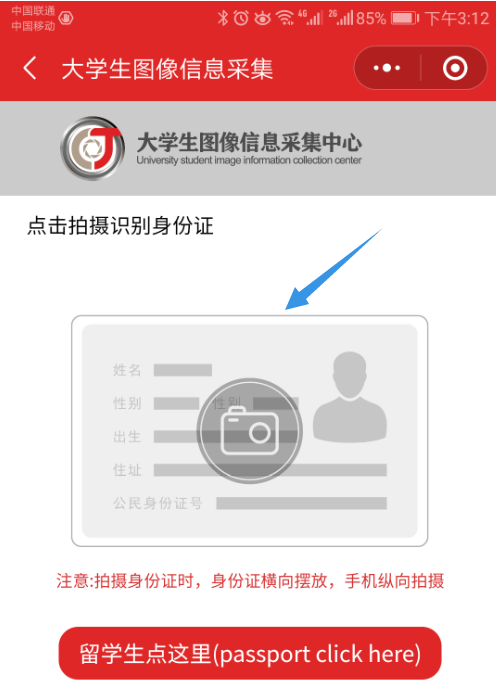 中国联通
中国移动
4G
2G
85%
下午3:12
大学生图像信息采集
大学生图像信息采集中心
University student image information collection center
点击拍摄识别身份证
姓名
性别 性别
出生
住址
公民身份证号
注意:拍摄身份证时，身份证横向摆放，手机纵向拍摄
留学生点这里(passport click here)